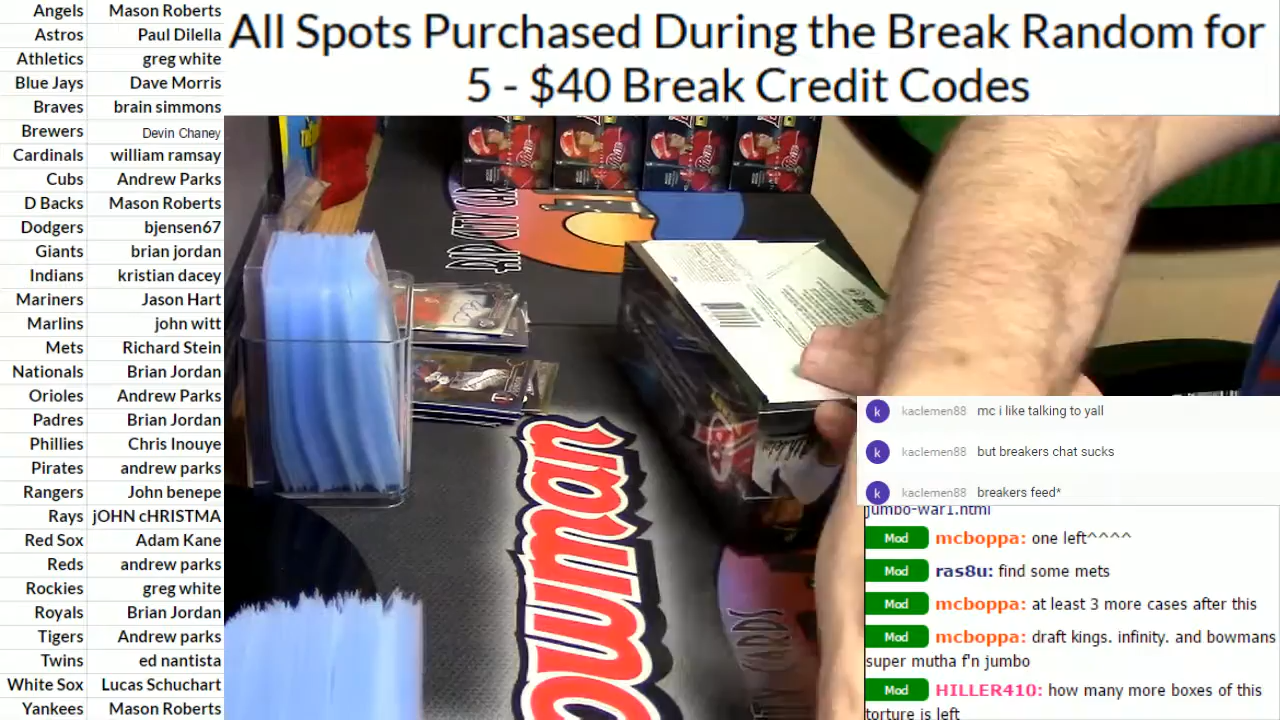 Angels Mason Roberts
Astros Paul Dilella
Athletics greg white
Blue Jays Dave Morris
Braves brain simmons
Brewers Devin Chaney
Cardinals william ramsay
Cubs Andrew Parks
D Backs Mason Roberts
Dodgers bjensen67
Giants brian jordan
Indians kristian dacey
Mariners Jason Hart
Marlins john witt
Mets Richard Stein
Nationals Brian Jordan
Orioles Andrew Parks
Padres Brian Jordan
Phillies Chris Inouye
Pirates andrew parks
Rangers John benepe
Rays jOHN cHRISTMA
Red Sox Adam Kane
Reds andrew parks
Rockies greg white
Royals Brian Jordan
Tigers Andrew parks
Twins ed nantista
White Sox Lucas Schuchart
Yankees Mason Roberts
All Spots Purchased During the Break Random for
5 - $40 Break Credit Codes
RIP CITY
k kaclemen88 mc i like talking to yall
k kaclemen88 but breakers chat sucks
k kaclemen88 breakers feed*
jumbo-war1.html
Mod mcboppa: one left^^^^
Mod ras8u: find some mets
Mod mcboppa: at least 3 more cases after this
Mod mcboppa: draft kings. infinity. and bowmans
super mutha f'n jumbo
Mod HILLER410: how many more boxes of this
torture is left